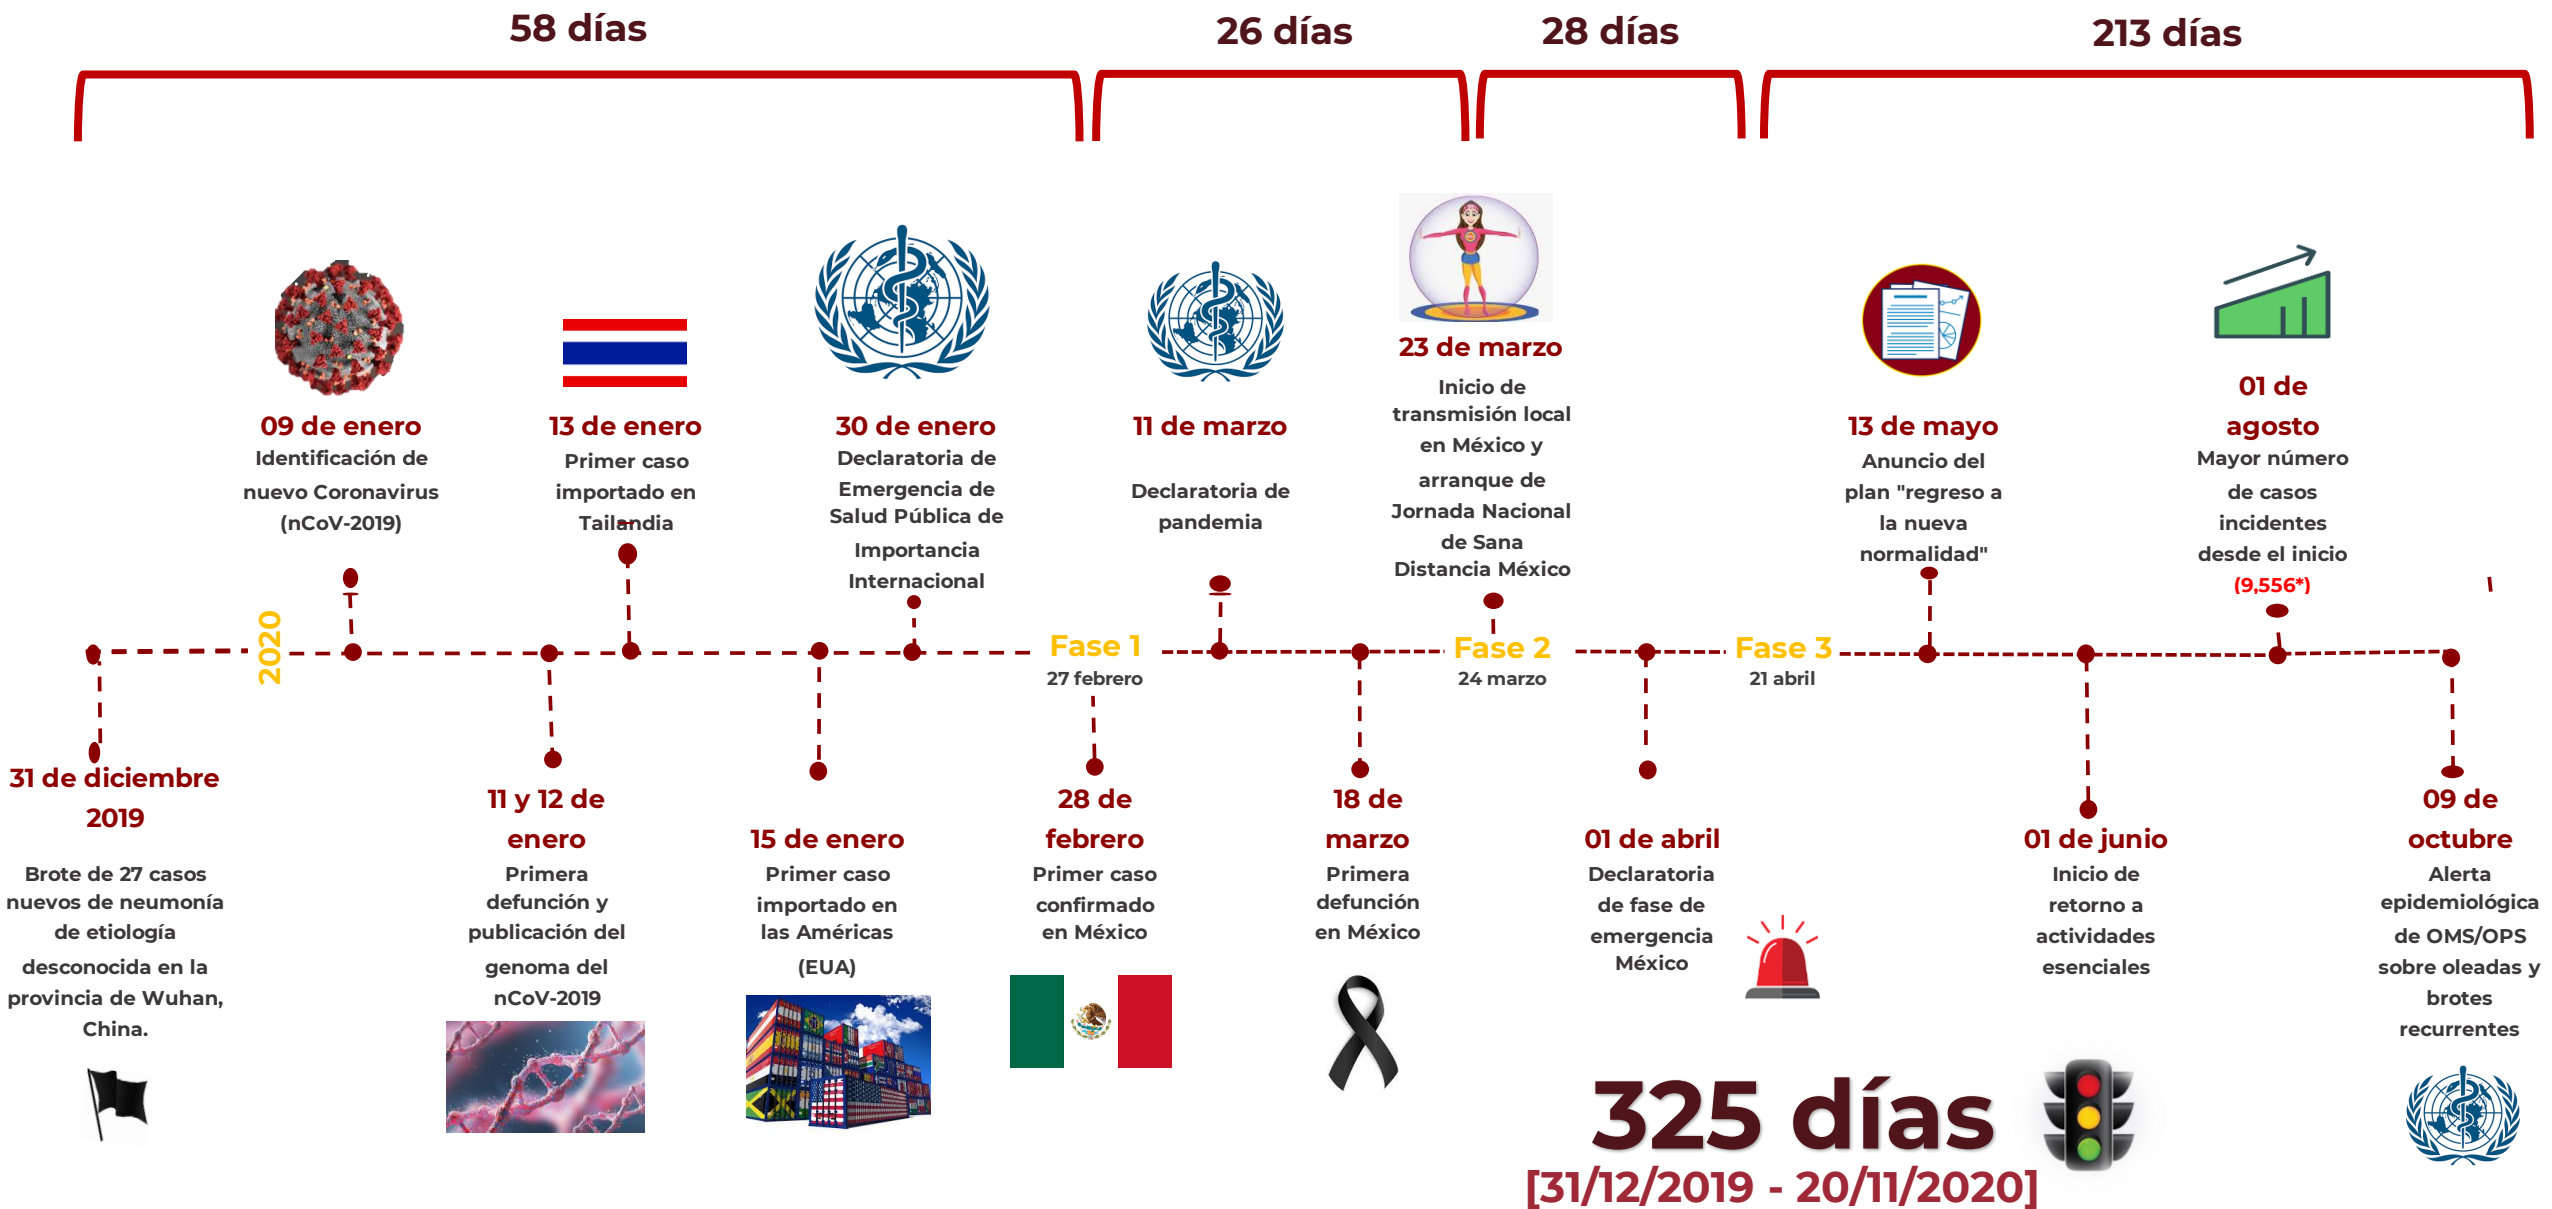 58 días
26 días
28 días
213 días
09 de enero
Identificación de
nuevo Coronavirus
(nCoV-2019)
13 de enero
Primer caso
importado en
Tailandia
30 de enero
Declaratoria de
Emergencia de
Salud Pública de
Importancia
Internacional
11 de marzo
Declaratoria de
pandemia
23 de marzo
Inicio de
transmisión local
en México y
arranque de
Jornada Nacional
de Sana
Distancia México
13 de mayo
Anuncio del
plan "regreso a
la nueva
normalidad"
01 de
agosto
Mayor número
de casos
incidentes
desde el inicio
(9,556*)
2020
Fase 1
27 febrero
Fase 2
24 marzo
Fase 3
21 abril
31 de diciembre
2019
Brote de 27 casos
nuevos de neumonía
de etiología
desconocida en la
provincia de Wuhan,
China.
11 y 12 de
enero
Primera
defunción y
publicación del
genoma del
nCoV-2019
15 de enero
Primer caso
importado en
las Américas
(EUA)
28 de
febrero
Primer caso
confirmado
en México
18 de
marzo
Primera
defunción
en México
01 de abril
Declaratoria
de fase de
emergencia
México
01 de junio
Inicio de
retorno a
actividades
esenciales
09 de
octubre
Alerta
epidemiológica
de OMS/OPS
sobre oleadas y
brotes
recurrentes
325 días
[31/12/2019 - 20/11/2020]